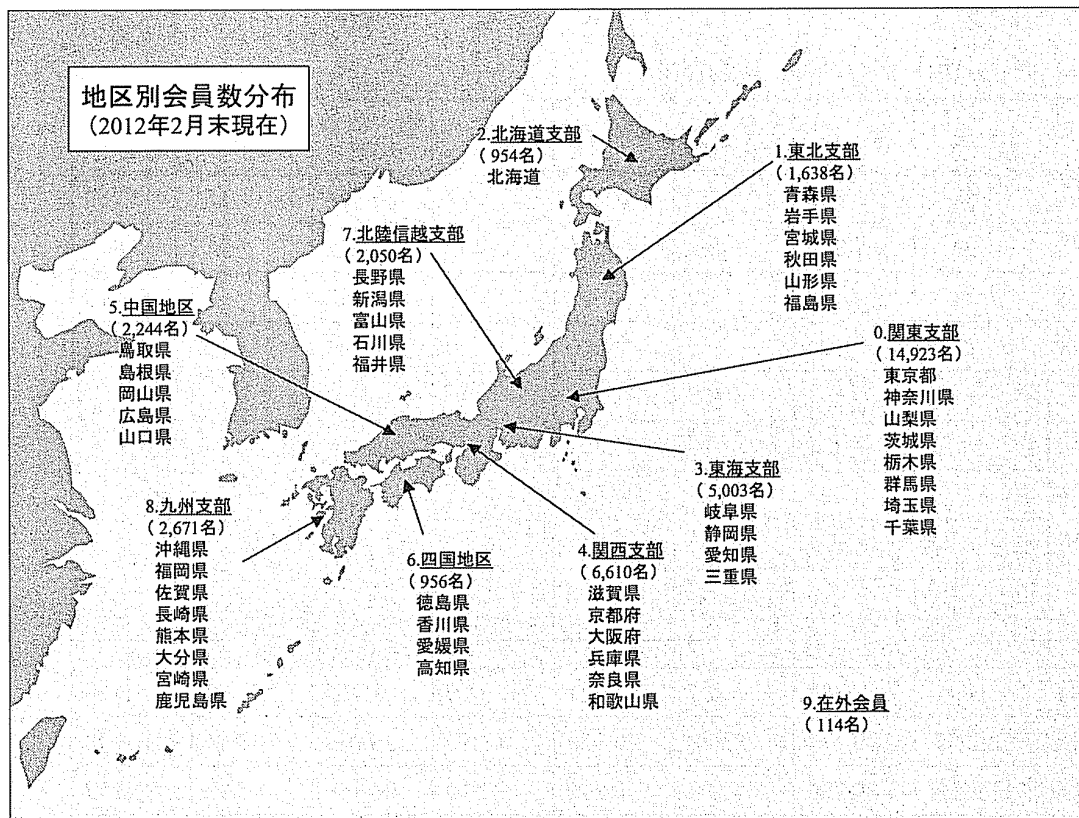 地区別会員数分布
(2012年2月末現在)
2.北海道支部
(954名)
北海道
1.東北支部
(1,638名)
青森県
岩手県
宮城県
秋田県
山形県
福島県
7.北陸信越支部
(2,050名)
長野県
新潟県
富山県
石川県
福井県
5.中国地区
(2,244名)
鳥取県
島根県
岡山県
広島県
山口県
0.関東支部
(14,923名)
東京都
神奈川県
山梨県
茨城県
栃木県
群馬県
埼玉県
千葉県
3.東海支部
(5,003名)
岐阜県
静岡県
愛知県
三重県
8.九州支部
(2,671名)
沖縄県
福岡県
佐賀県
長崎県
熊本県
大分県
宮崎県
鹿児島県
6.四国地区
(956名)
徳島県
香川県
愛媛県
高知県
4.関西支部
(6,610名)
滋賀県
京都府
大阪府
兵庫県
奈良県
和歌山県
9.在外会員
(114名)